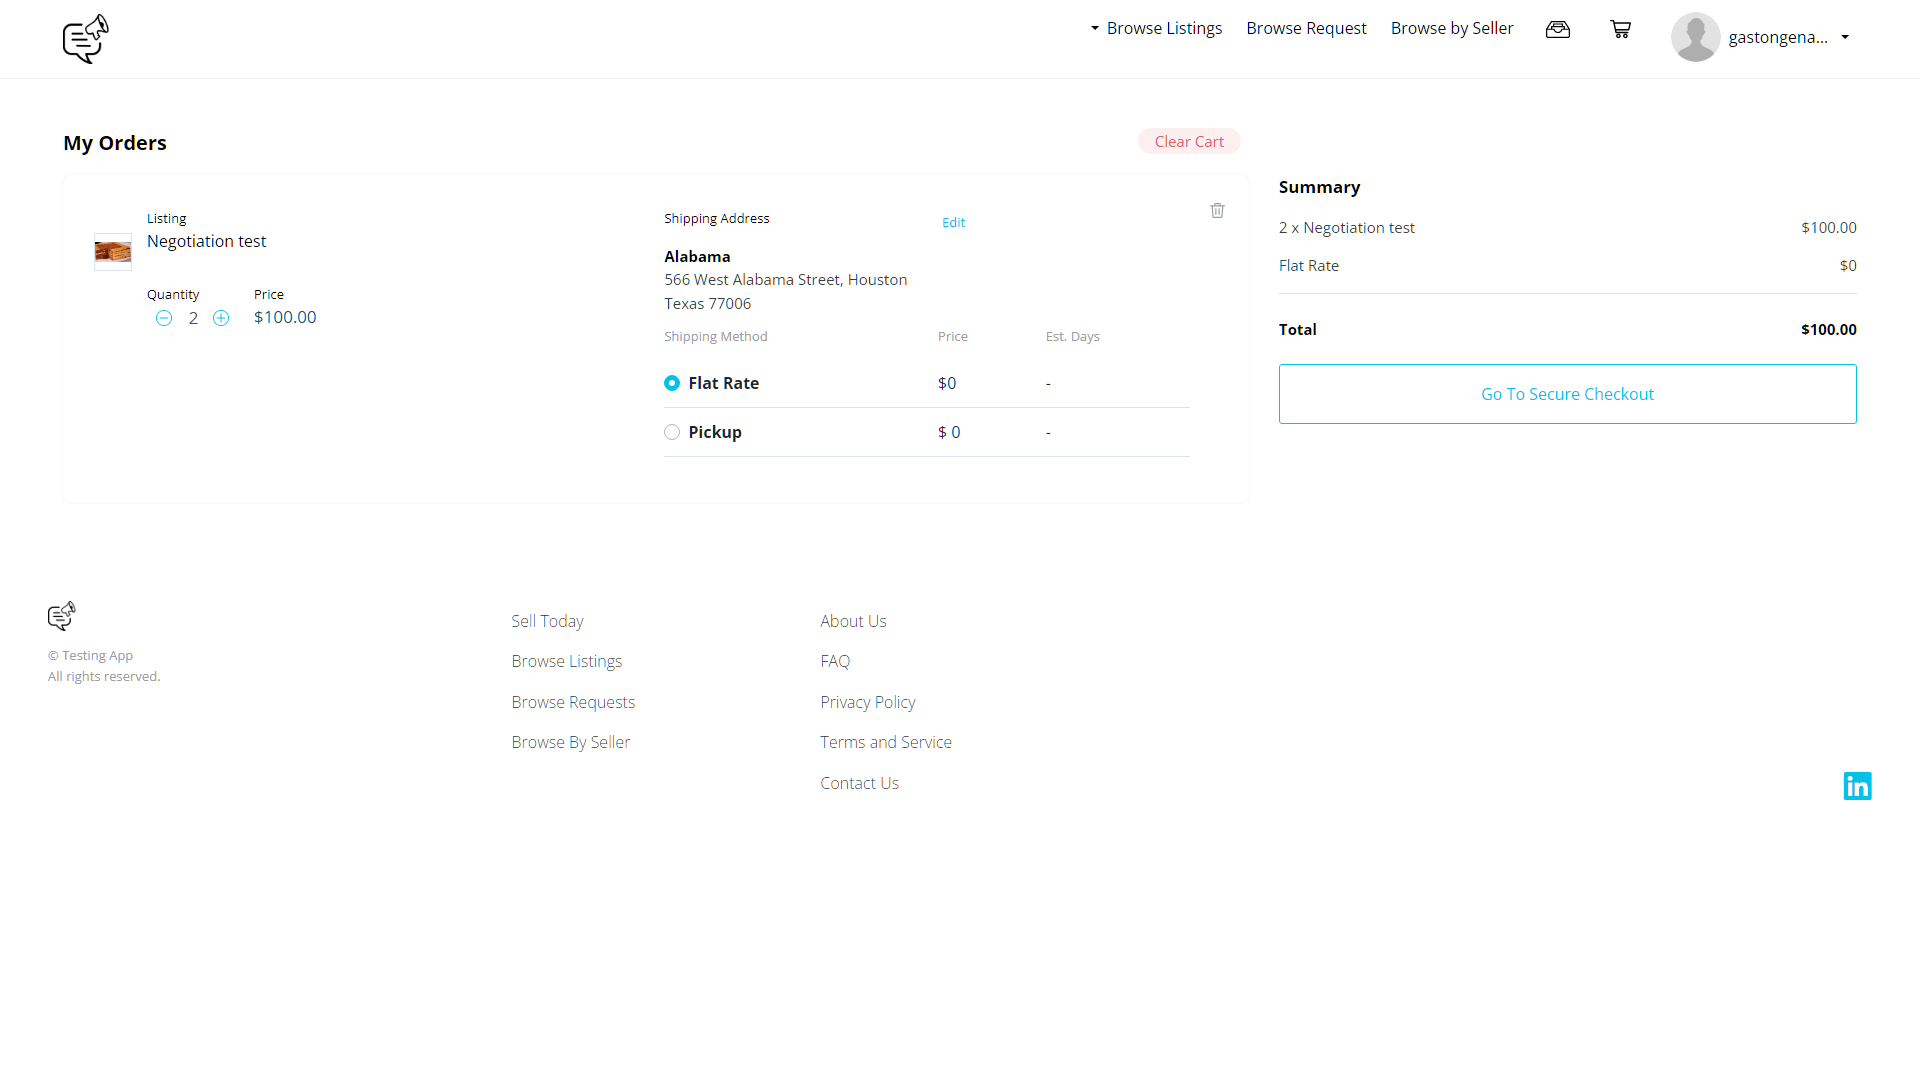 Browse Listings
Browse Request
Browse by Seller
gastongena...
My Orders
Clear Cart
Listing
Negotiation test
Quantity
Price
2
$100.00
Shipping Address
Edit
Alabama
566 West Alabama Street, Houston
Texas 77006
Shipping Method
Price
Est. Days
Flat Rate
$0
-
Pickup
$ 0
-
Summary
2 x Negotiation test
$100.00
Flat Rate
$0
Total
$100.00
Go To Secure Checkout
© Testing App
All rights reserved.
Sell Today
Browse Listings
Browse Requests
Browse By Seller
About Us
FAQ
Privacy Policy
Terms and Service
Contact Us
in